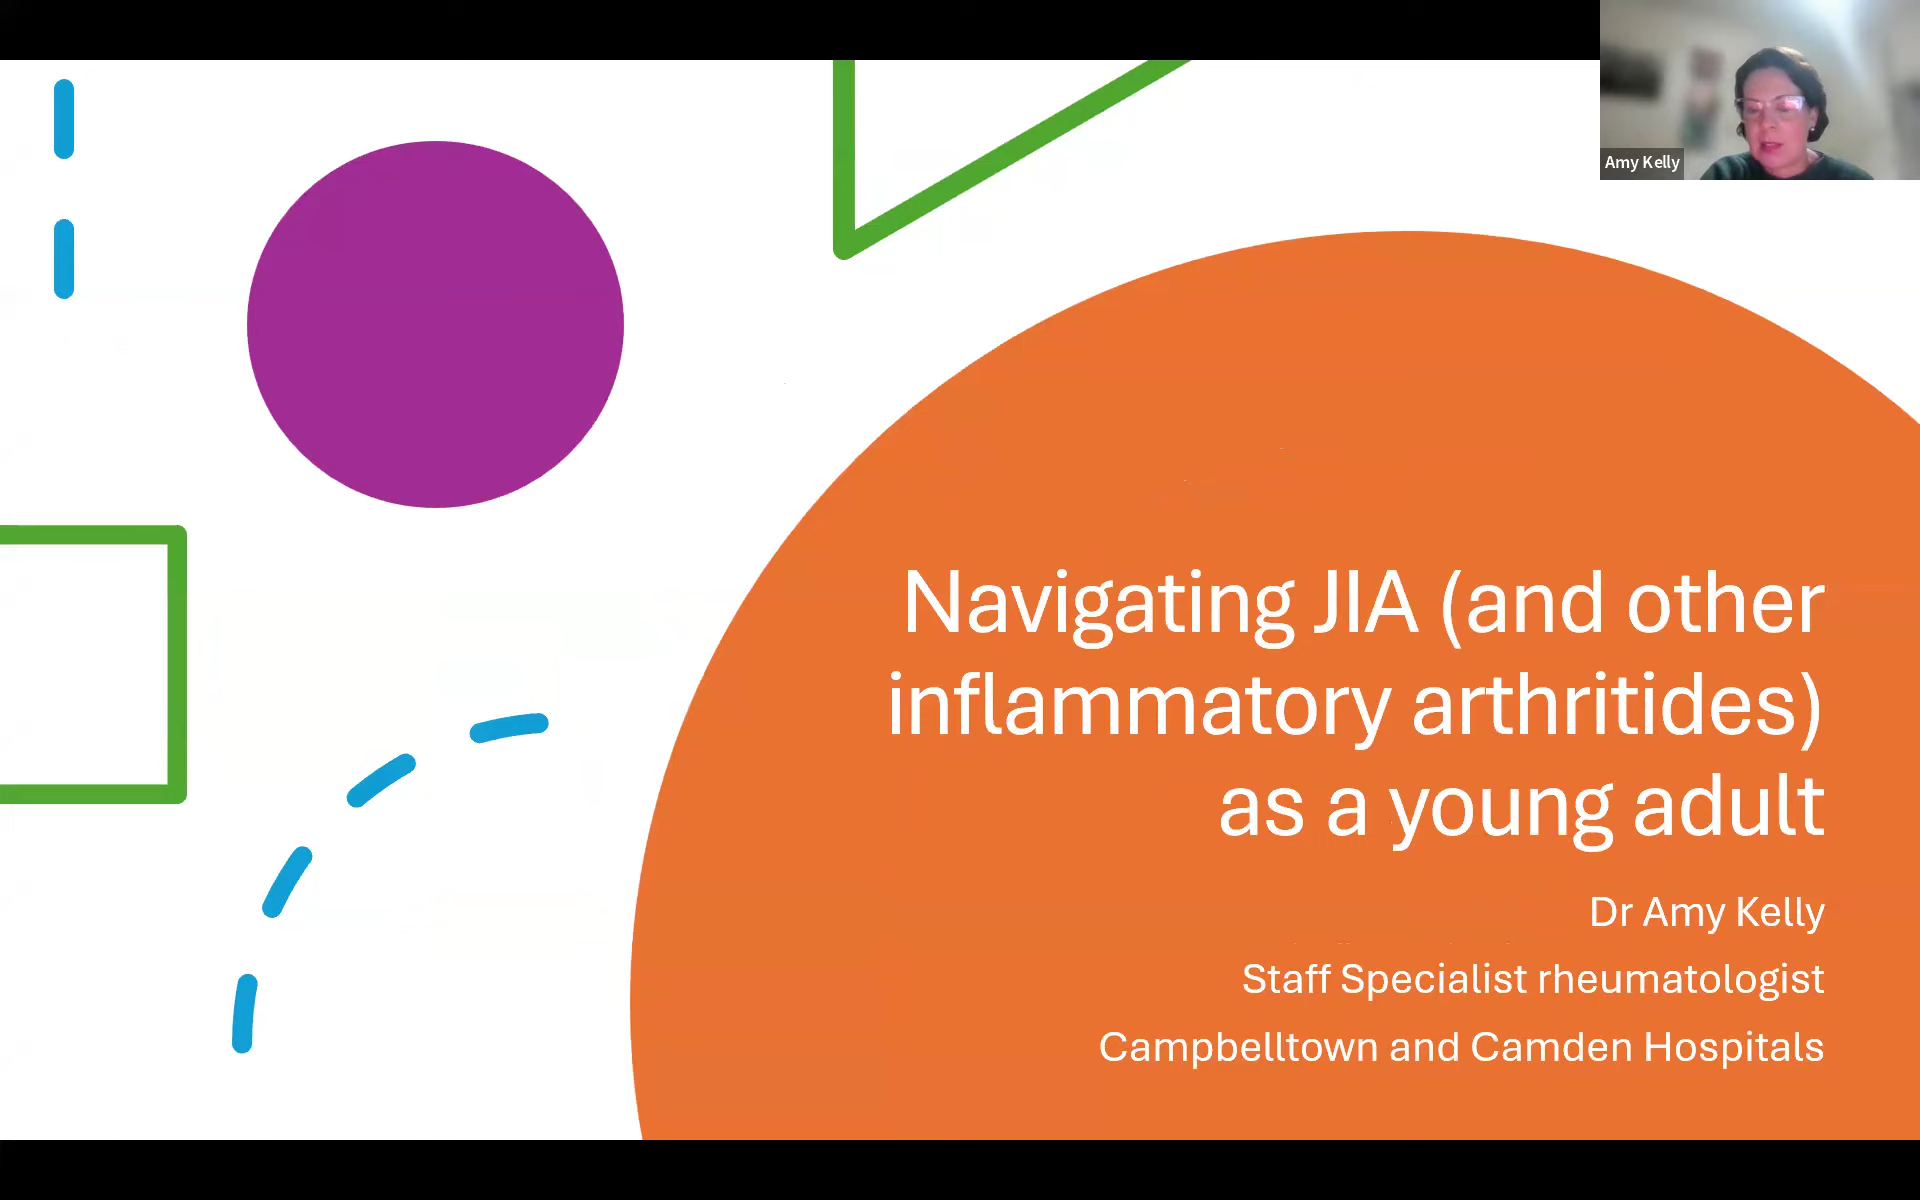 Amy Kelly
Navigating JIA (and other
inflammatory arthritides)
as a young adult
Dr Amy Kelly
Staff Specialist rheumatologist
Campbelltown and Camden Hospitals